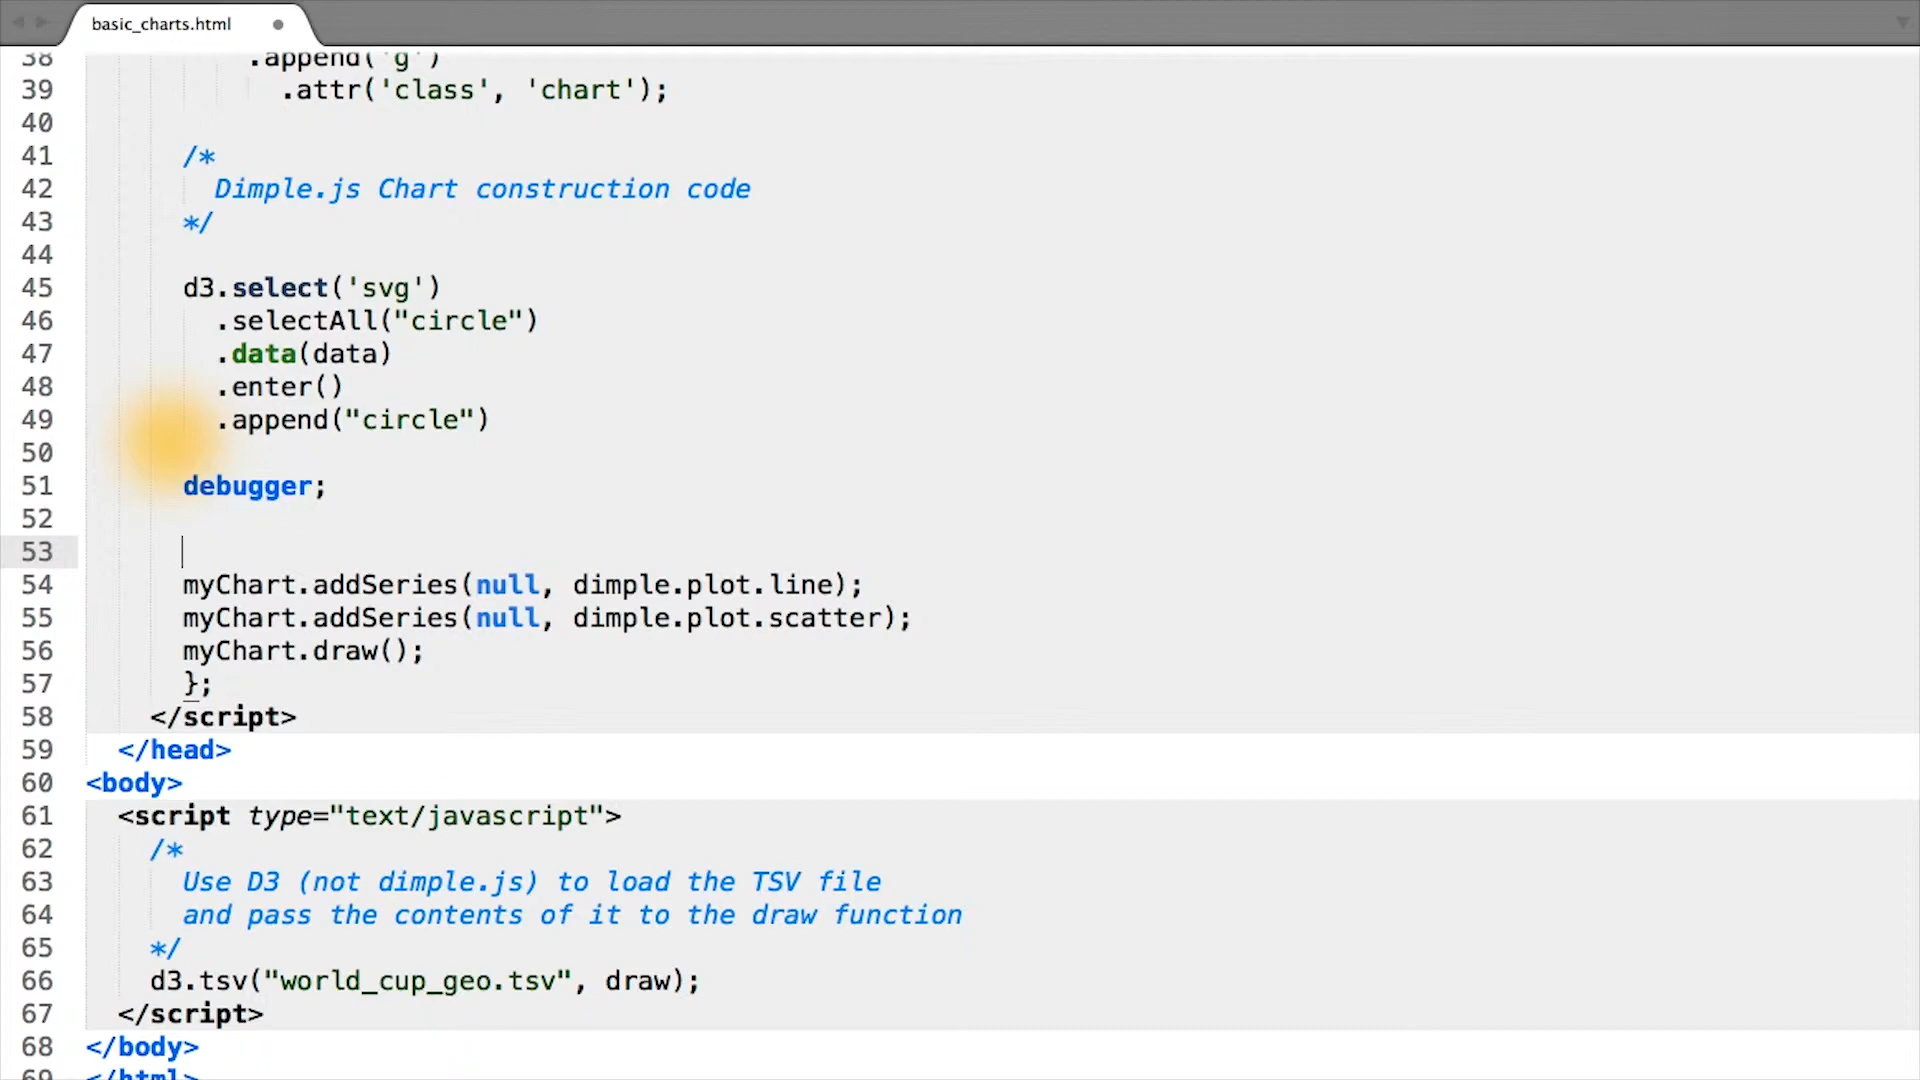 basic_charts.html
38 .append('g')
39 .attr('class', 'chart');
40
41 /*
42 Dimple.js Chart construction code
43 */
44
45 d3.select('svg')
46 .selectAll("circle")
47 .data(data)
48 .enter()
49 .append("circle")
50
51 debugger;
52
53
54 myChart.addSeries(null, dimple.plot.line);
55 myChart.addSeries(null, dimple.plot.scatter);
56 myChart.draw();
57 };
58 </script>
59 </head>
60 <body>
61 <script type="text/javascript">
62 /*
63 Use D3 (not dimple.js) to load the TSV file
64 and pass the contents of it to the draw function
65 */
66 d3.tsv("world_cup_geo.tsv", draw);
67 </script>
68 </body>
69 </html>